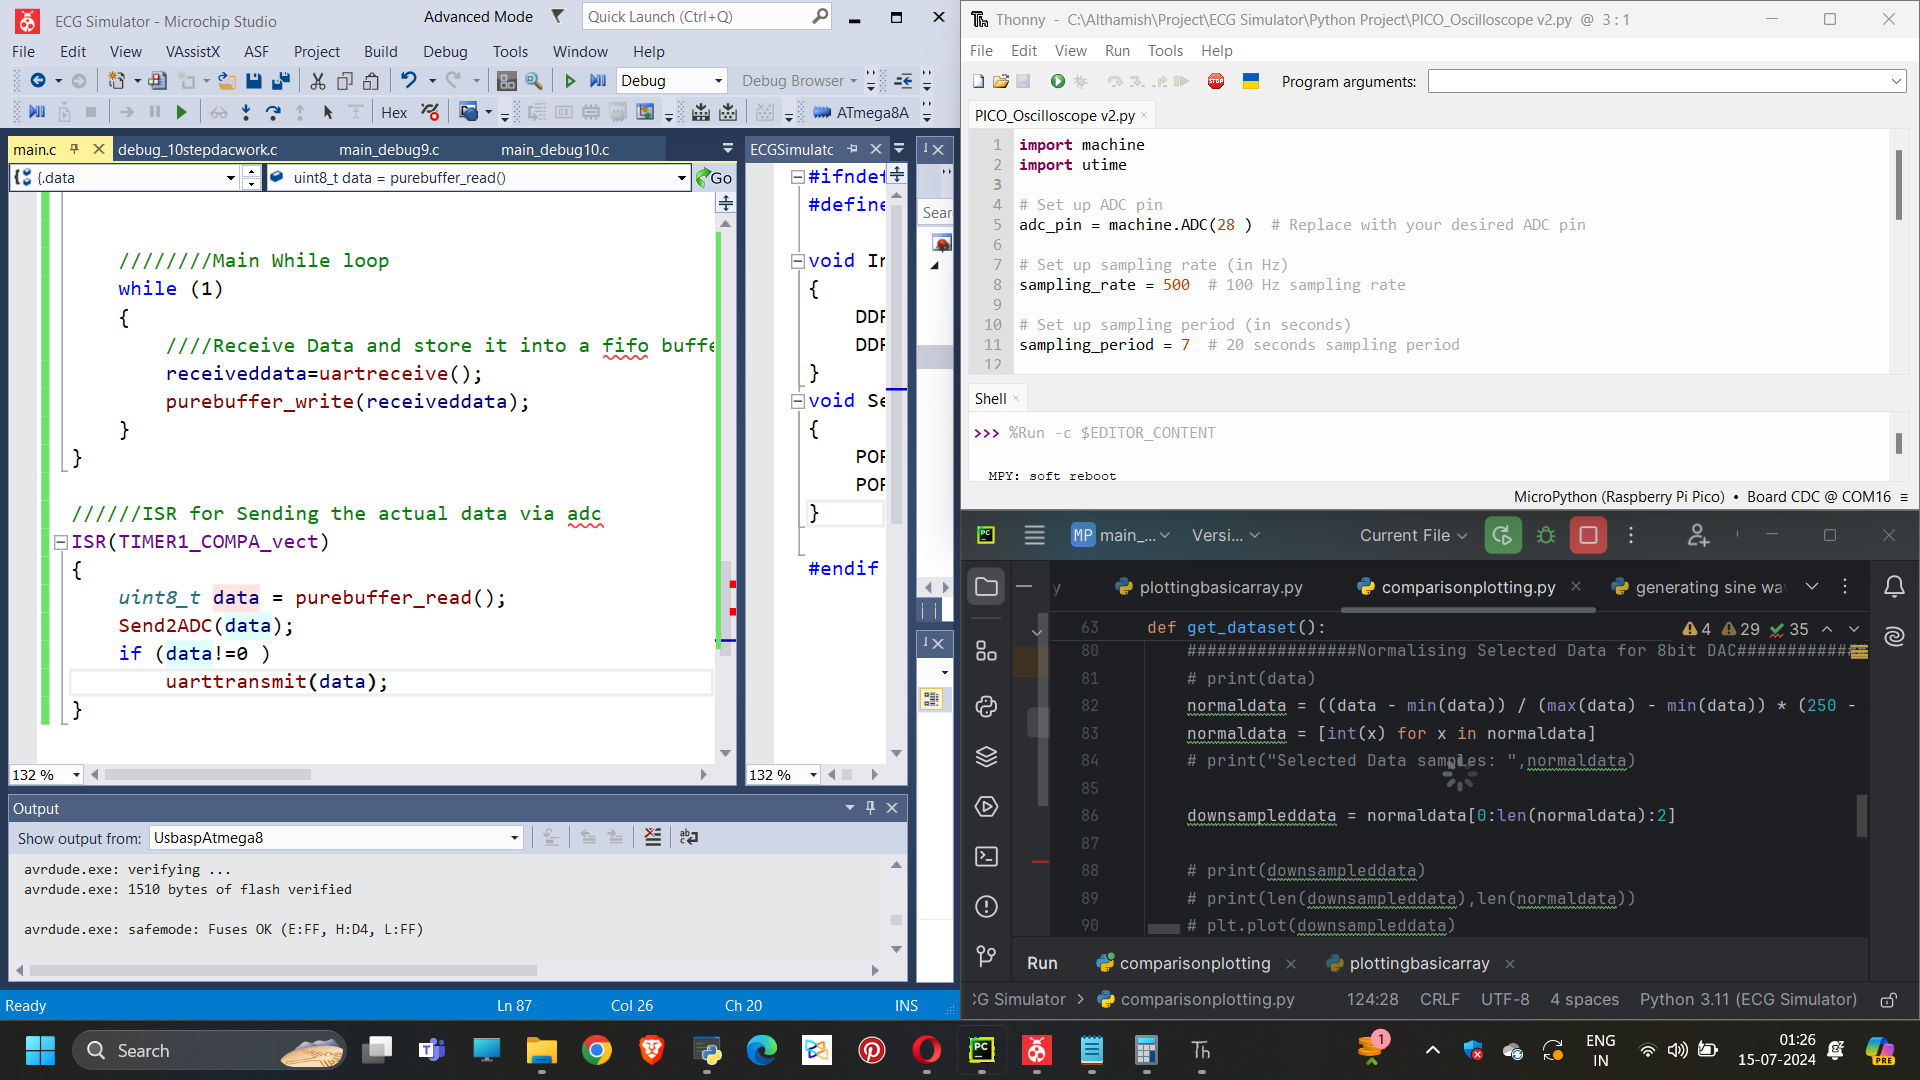 ECG Simulator - Microchip Studio
Advanced Mode
Quick Launch (Ctrl+Q)
File Edit View VAssistX ASF Project Build Debug Tools Window Help
Debug
Debug Browser
Hex
ATmega8A
main.c
debug_10stepdacwork.c
main_debug9.c
main_debug10.c
{.data
uint8_t data = purebuffer_read()
Go
////////Main While loop
while (1)
{
////Receive Data and store it into a fifo buffe
receiveddata=uartreceive();
purebuffer_write(receiveddata);
}
}
//////ISR for Sending the actual data via adc
ISR(TIMER1_COMPA_vect)
{
uint8_t data = purebuffer_read();
Send2ADC(data);
if (data!=0 )
uarttransmit(data);
}
132 %
ECGSimulatc
#ifndef
#define
void Ir
{
DDF
DDF
}
void Se
{
POF
POF
}
#endif
132 %
Sear
Output
Show output from: UsbaspAtmega8
avrdude.exe: verifying ...
avrdude.exe: 1510 bytes of flash verified
avrdude.exe: safemode: Fuses OK (E:FF, H:D4, L:FF)
Ready
Ln 87
Col 26
Ch 20
INS
Thonny - C:\Althamish\Project\ECG Simulator\Python Project\PICO_Oscilloscope v2.py @ 3 : 1
File Edit View Run Tools Help
STOP
Program arguments:
PICO_Oscilloscope v2.py
1 import machine
2 import utime
3
4 # Set up ADC pin
5 adc_pin = machine.ADC(28 )  # Replace with your desired ADC pin
6
7 # Set up sampling rate (in Hz)
8 sampling_rate = 500  # 100 Hz sampling rate
9
10 # Set up sampling period (in seconds)
11 sampling_period = 7  # 20 seconds sampling period
12
Shell
>>> %Run -c $EDITOR_CONTENT
MPY: soft reboot
MicroPython (Raspberry Pi Pico) • Board CDC @ COM16
PC
MP main_...
Versi...
Current File
y
plottingbasicarray.py
comparisonplotting.py
generating sine wa
4 29 35
63 def get_dataset():
80 #################Normalising Selected Data for 8bit DAC#############
81 # print(data)
82 normaldata = ((data - min(data)) / (max(data) - min(data)) * (250 -
83 normaldata = [int(x) for x in normaldata]
84 # print("Selected Data samples: ",normaldata)
85
86 downsampleddata = normaldata[0:len(normaldata):2]
87
88 # print(downsampleddata)
89 # print(len(downsampleddata),len(normaldata))
90 # plt.plot(downsampleddata)
Run
comparisonplotting
plottingbasicarray
CG Simulator > comparisonplotting.py
124:28 CRLF UTF-8 4 spaces Python 3.11 (ECG Simulator)
Search
PC
Th
1
ENG
IN
01:26
15-07-2024
PRE